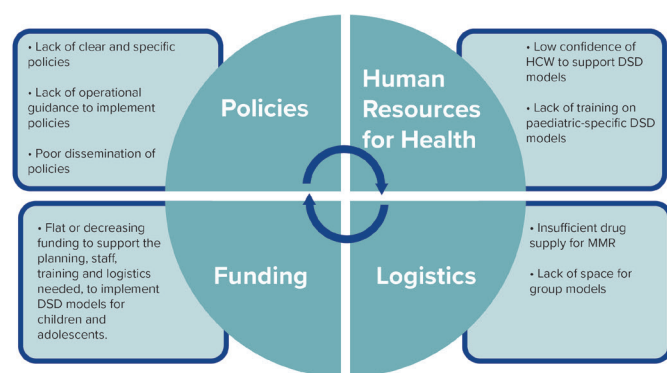 • Lack of clear and specific
policies
• Lack of operational
guidance to implement
policies
• Poor dissemination of
policies
Policies
Human
Resources
for Health
• Low confidence of
HCW to support DSD
models
• Lack of training on
paediatric-specific DSD
models
• Flat or decreasing
funding to support the
planning, staff,
training and logistics
needed, to implement
DSD models for
children and
adolescents.
Funding
Logistics
• Insufficient drug
supply for MMR
• Lack of space for
group models